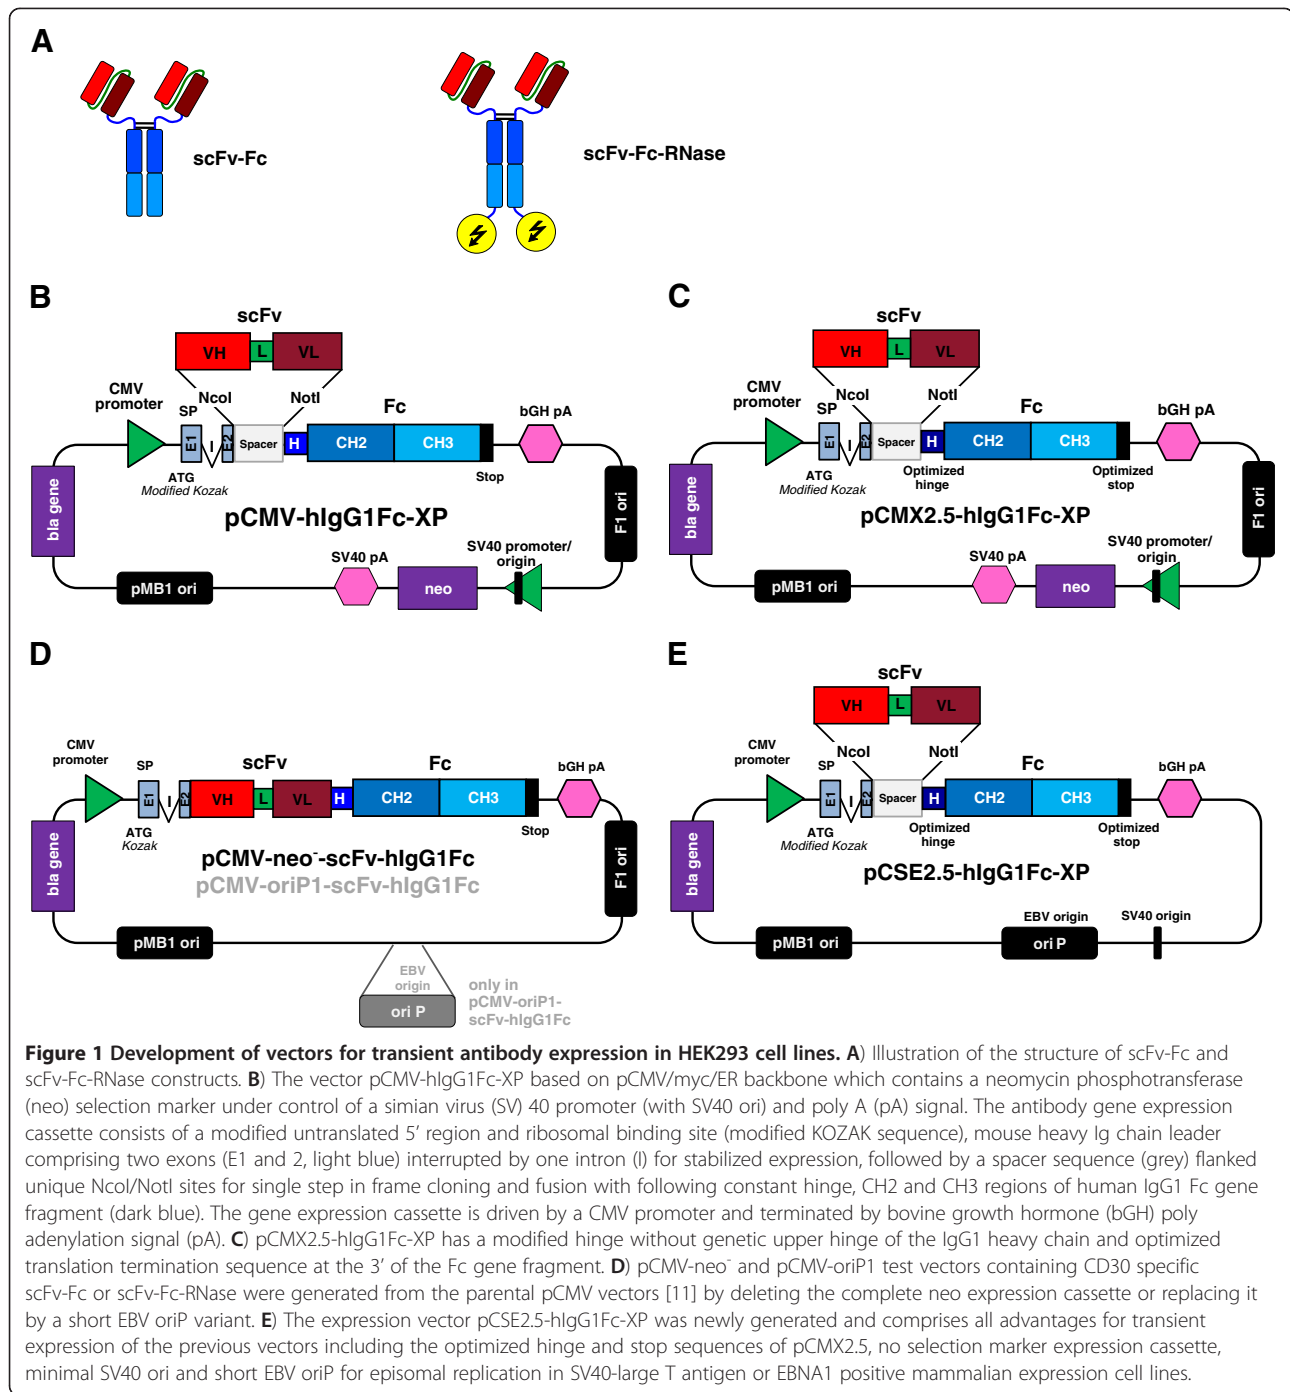 A
scFv-Fc
scFv-Fc-RNase
B
scFv
VH L VL
CMV promoter
NcoI NotI
SP
Fc
bGH pA
E1 I E2 Spacer H CH2 CH3
ATG
Modified Kozak
Stop
bla gene
pCMV-hIgG1Fc-XP
F1 ori
SV40 pA
SV40 promoter/
origin
pMB1 ori
neo
C
scFv
VH L VL
CMV
promoter
NcoI NotI
SP
Fc
bGH pA
E1 I E2 Spacer H CH2 CH3
ATG
Modified Kozak
Optimized
hinge
Optimized
stop
bla gene
pCMX2.5-hIgG1Fc-XP
F1 ori
SV40 pA
SV40 promoter/
origin
pMB1 ori
neo
D
CMV
promoter
SP
scFv
Fc
bGH pA
E1 I E2 VH L VL H CH2 CH3
ATG
Kozak
Stop
bla gene
pCMV-neo⁻-scFv-hIgG1Fc
pCMV-oriP1-scFv-hIgG1Fc
F1 ori
pMB1 ori
EBV
origin
ori P
only in
pCMV-oriP1-
scFv-hIgG1Fc
E
scFv
VH L VL
CMV
promoter
NcoI NotI
SP
Fc
bGH pA
E1 I E2 Spacer H CH2 CH3
ATG
Modified Kozak
Optimized
hinge
Optimized
stop
bla gene
pCSE2.5-hIgG1Fc-XP
EBV origin
SV40 origin
pMB1 ori
ori P
Figure 1 Development of vectors for transient antibody expression in HEK293 cell lines. A) Illustration of the structure of scFv-Fc and
scFv-Fc-RNase constructs. B) The vector pCMV-hIgG1Fc-XP based on pCMV/myc/ER backbone which contains a neomycin phosphotransferase
(neo) selection marker under control of a simian virus (SV) 40 promoter (with SV40 ori) and poly A (pA) signal. The antibody gene expression
cassette consists of a modified untranslated 5' region and ribosomal binding site (modified KOZAK sequence), mouse heavy Ig chain leader
comprising two exons (E1 and 2, light blue) interrupted by one intron (I) for stabilized expression, followed by a spacer sequence (grey) flanked
unique NcoI/NotI sites for single step in frame cloning and fusion with following constant hinge, CH2 and CH3 regions of human IgG1 Fc gene
fragment (dark blue). The gene expression cassette is driven by a CMV promoter and terminated by bovine growth hormone (bGH) poly
adenylation signal (pA). C) pCMX2.5-hIgG1Fc-XP has a modified hinge without genetic upper hinge of the IgG1 heavy chain and optimized
translation termination sequence at the 3' of the Fc gene fragment. D) pCMV-neo⁻ and pCMV-oriP1 test vectors containing CD30 specific
scFv-Fc or scFv-Fc-RNase were generated from the parental pCMV vectors [11] by deleting the complete neo expression cassette or replacing it
by a short EBV oriP variant. E) The expression vector pCSE2.5-hIgG1Fc-XP was newly generated and comprises all advantages for transient
expression of the previous vectors including the optimized hinge and stop sequences of pCMX2.5, no selection marker expression cassette,
minimal SV40 ori and short EBV oriP for episomal replication in SV40-large T antigen or EBNA1 positive mammalian expression cell lines.